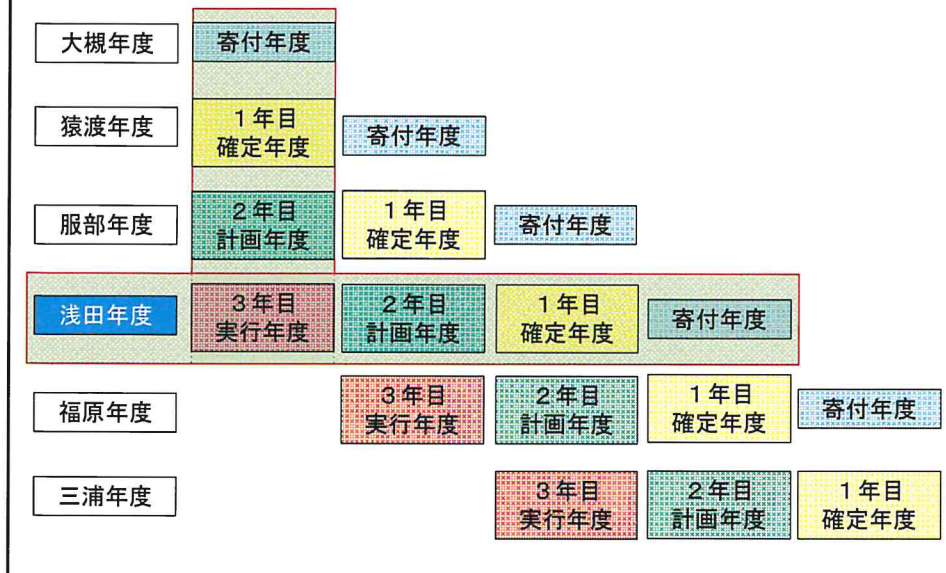 大槻年度
寄付年度
猿渡年度
1年目
確定年度
寄付年度
服部年度
2年目
計画年度
1年目
確定年度
寄付年度
浅田年度
3年目
実行年度
2年目
計画年度
1年目
確定年度
寄付年度
福原年度
3年目
実行年度
2年目
計画年度
1年目
確定年度
寄付年度
三浦年度
3年目
実行年度
2年目
計画年度
1年目
確定年度